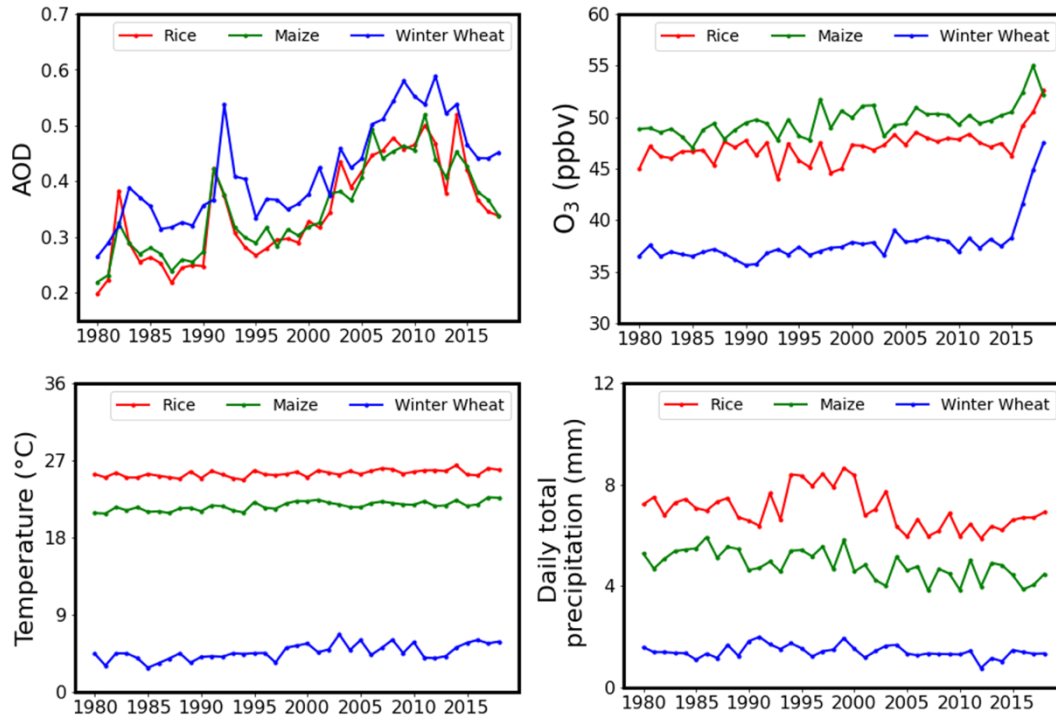 AOD
0.7
0.6
0.5
0.4
0.3
0.2
Rice Maize Winter Wheat
1980 1985 1990 1995 2000 2005 2010 2015
O₃ (ppbv)
60
55
50
45
40
35
30
Rice Maize Winter Wheat
1980 1985 1990 1995 2000 2005 2010 2015
Temperature (°C)
36
27
18
9
0
Rice Maize Winter Wheat
1980 1985 1990 1995 2000 2005 2010 2015
Daily total
precipitation (mm)
12
8
4
0
Rice Maize Winter Wheat
1980 1985 1990 1995 2000 2005 2010 2015